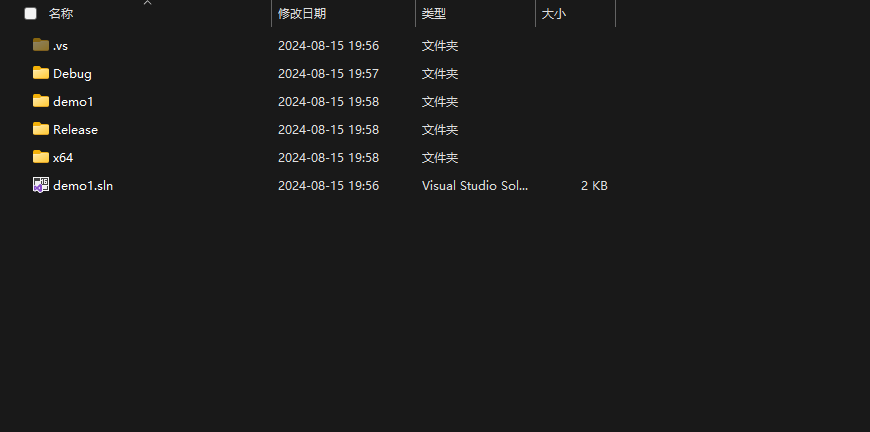 名称 修改日期 类型 大小
.vs 2024-08-15 19:56 文件夹
Debug 2024-08-15 19:57 文件夹
demo1 2024-08-15 19:58 文件夹
Release 2024-08-15 19:58 文件夹
x64 2024-08-15 19:58 文件夹
demo1.sln 2024-08-15 19:56 Visual Studio Sol... 2 KB